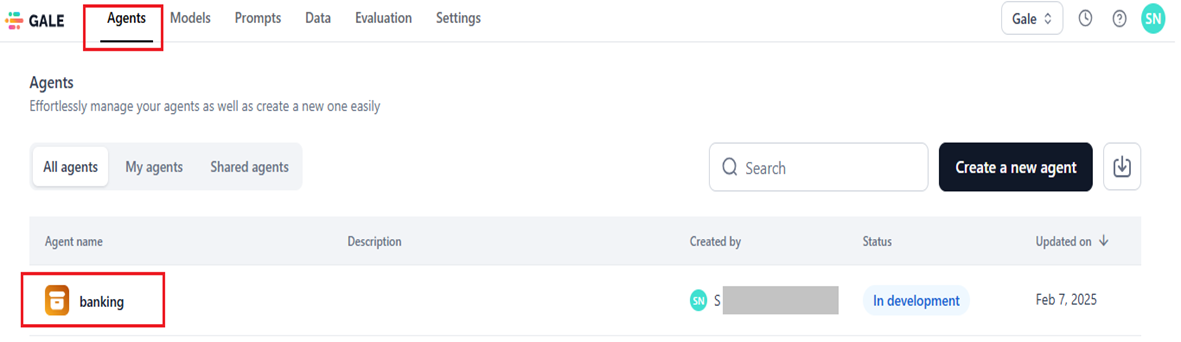 GALE Agents Models Prompts Data Evaluation Settings Gale SN
Agents
Effortlessly manage your agents as well as create a new one easily
All agents My agents Shared agents Search Create a new agent
Agent name Description Created by Status Updated on
banking SN S In development Feb 7, 2025